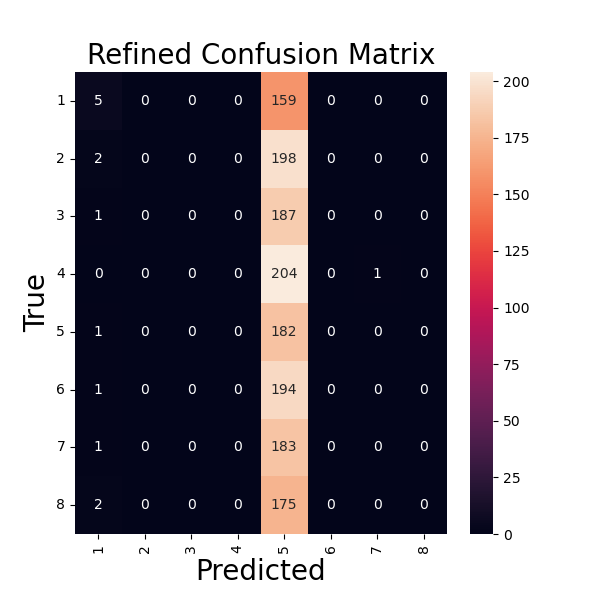 Refined Confusion Matrix
1 5 0 0 0 159 0 0 0
2 2 0 0 0 198 0 0 0
3 1 0 0 0 187 0 0 0
4 0 0 0 0 204 0 1 0
5 1 0 0 0 182 0 0 0
6 1 0 0 0 194 0 0 0
7 1 0 0 0 183 0 0 0
8 2 0 0 0 175 0 0 0
1 2 3 4 5 6 7 8
Predicted
True
200
175
150
125
100
75
50
25
0